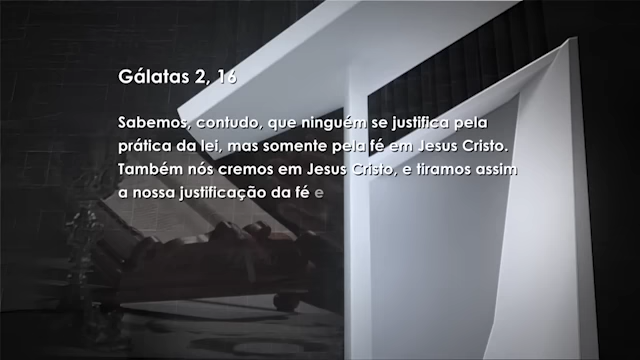 Gálatas 2, 16
Sabemos, contudo, que ninguém se justifica pela
prática da lei, mas somente pela fé em Jesus Cristo.
Também nós cremos em Jesus Cristo, e tiramos assim
a nossa justificação da fé e